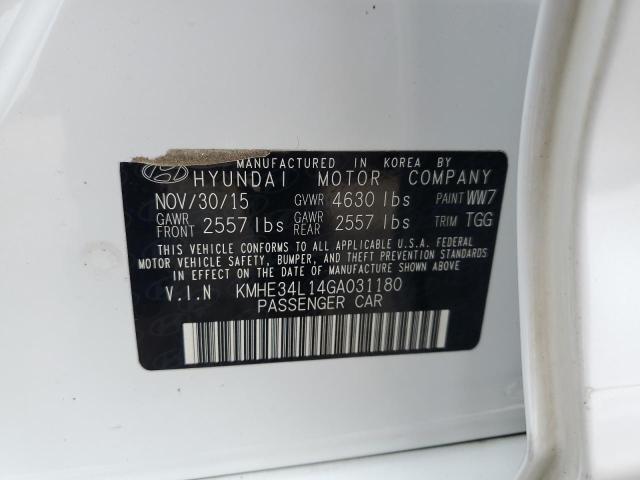 MANUFACTURED IN KOREA BY
HYUNDAI MOTOR COMPANY
NOV/30/15 GVWR 4630 lbs PAINT WW7
GAWR FRONT 2557 lbs GAWR REAR 2557 lbs TRIM TGG
THIS VEHICLE CONFORMS TO ALL APPLICABLE U.S.A. FEDERAL
MOTOR VEHICLE SAFETY, BUMPER, AND THEFT PREVENTION STANDARDS
IN EFFECT ON THE DATE OF MANUFACTURE SHOWN ABOVE.
V.I.N KMHE34L14GA031180
PASSENGER CAR